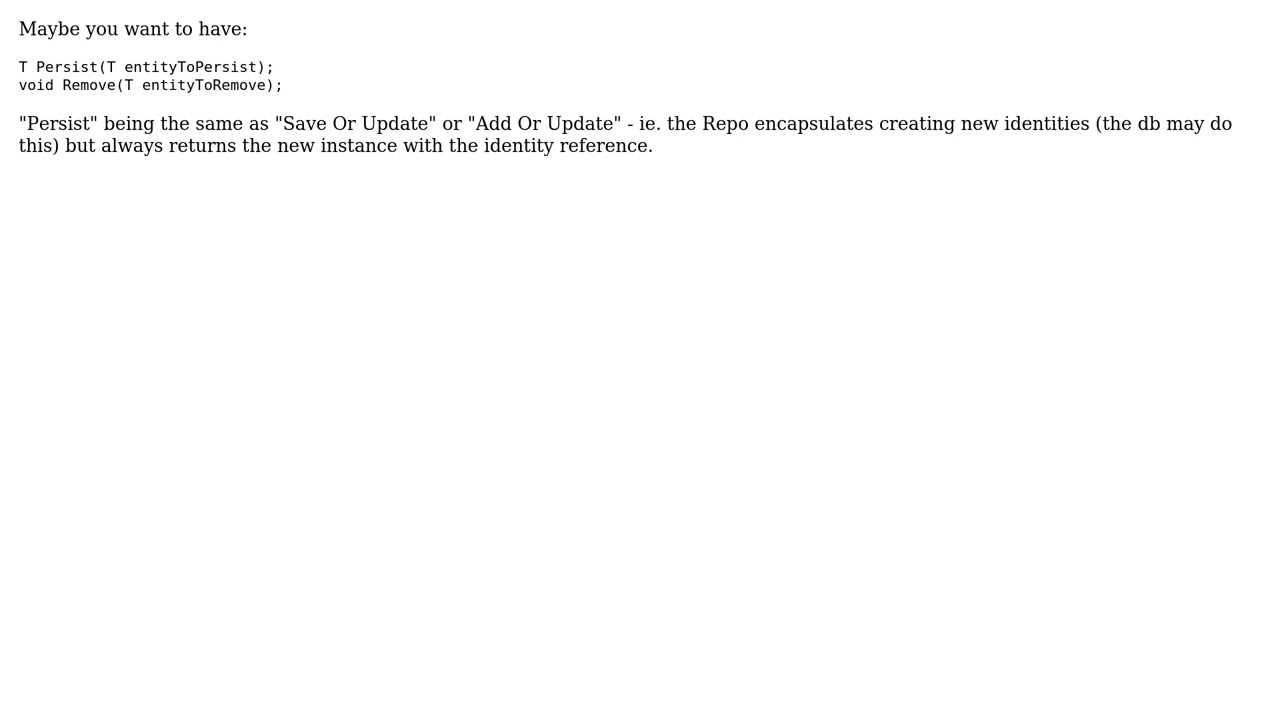 Maybe you want to have:
T Persist(T entityToPersist);
void Remove(T entityToRemove);
"Persist" being the same as "Save Or Update" or "Add Or Update" - ie. the Repo encapsulates creating new identities (the db may do
this) but always returns the new instance with the identity reference.